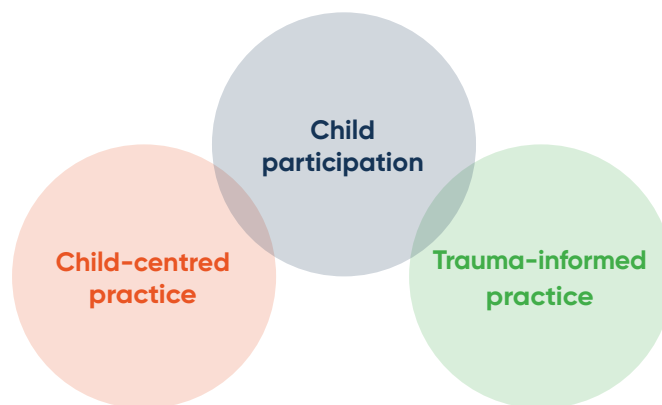 Child
participation
Child-centred
practice
Trauma-informed
practice